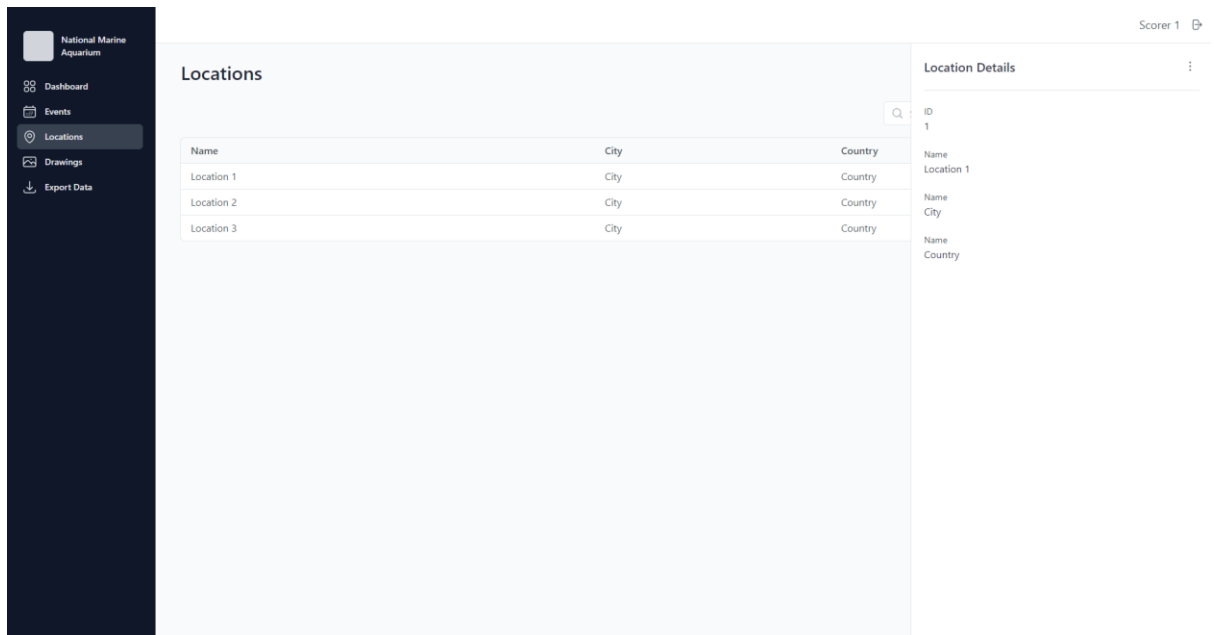 National Marine
Aquarium
Dashboard
Events
Locations
Drawings
Export Data
Scorer 1
Locations
Name City Country
Location 1 City Country
Location 2 City Country
Location 3 City Country
Location Details
ID
1
Name
Location 1
Name
City
Name
Country